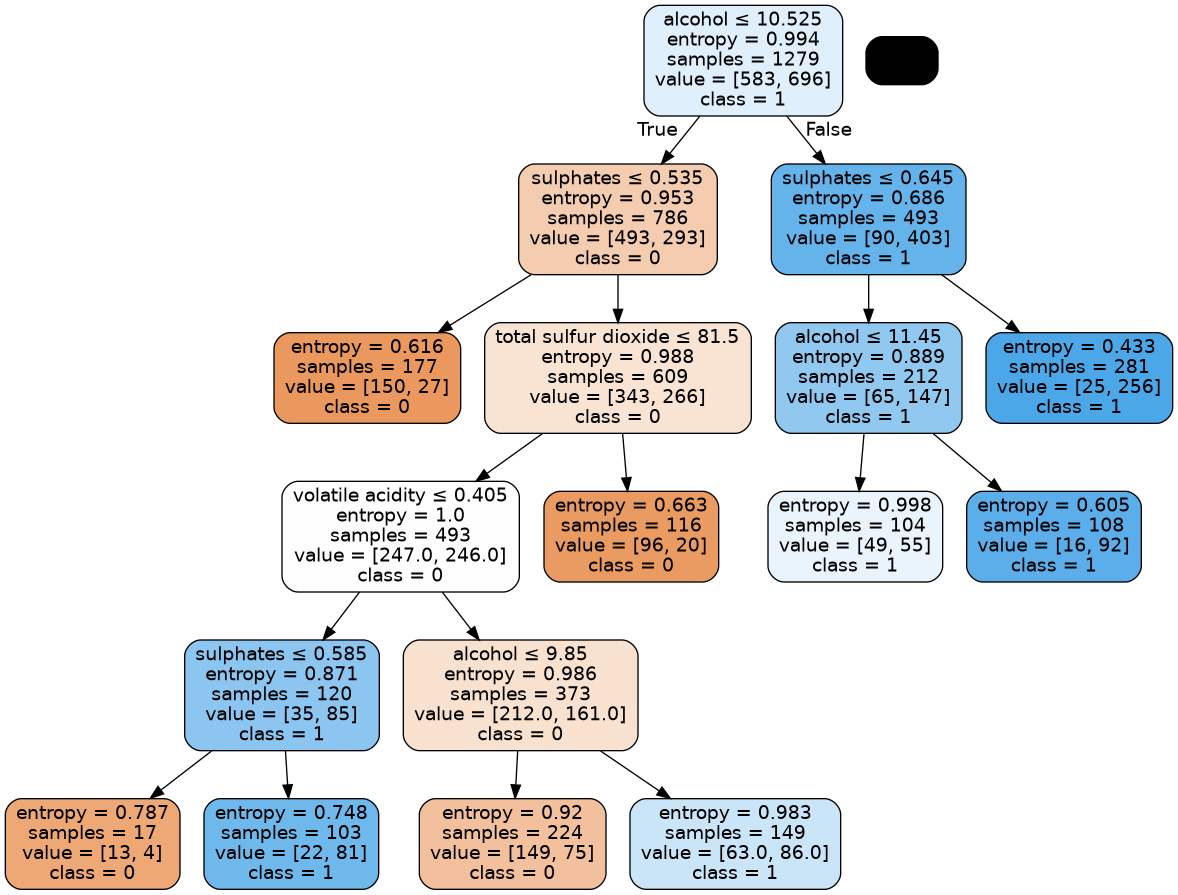 alcohol ≤ 10.525
entropy = 0.994
samples = 1279
value = [583, 696]
class = 1
True
False
sulphates ≤ 0.535
entropy = 0.953
samples = 786
value = [493, 293]
class = 0
sulphates ≤ 0.645
entropy = 0.686
samples = 493
value = [90, 403]
class = 1
entropy = 0.616
samples = 177
value = [150, 27]
class = 0
total sulfur dioxide ≤ 81.5
entropy = 0.988
samples = 609
value = [343, 266]
class = 0
alcohol ≤ 11.45
entropy = 0.889
samples = 212
value = [65, 147]
class = 1
entropy = 0.433
samples = 281
value = [25, 256]
class = 1
volatile acidity ≤ 0.405
entropy = 1.0
samples = 493
value = [247.0, 246.0]
class = 0
entropy = 0.663
samples = 116
value = [96, 20]
class = 0
entropy = 0.998
samples = 104
value = [49, 55]
class = 1
entropy = 0.605
samples = 108
value = [16, 92]
class = 1
sulphates ≤ 0.585
entropy = 0.871
samples = 120
value = [35, 85]
class = 1
alcohol ≤ 9.85
entropy = 0.986
samples = 373
value = [212.0, 161.0]
class = 0
entropy = 0.787
samples = 17
value = [13, 4]
class = 0
entropy = 0.748
samples = 103
value = [22, 81]
class = 1
entropy = 0.92
samples = 224
value = [149, 75]
class = 0
entropy = 0.983
samples = 149
value = [63.0, 86.0]
class = 1